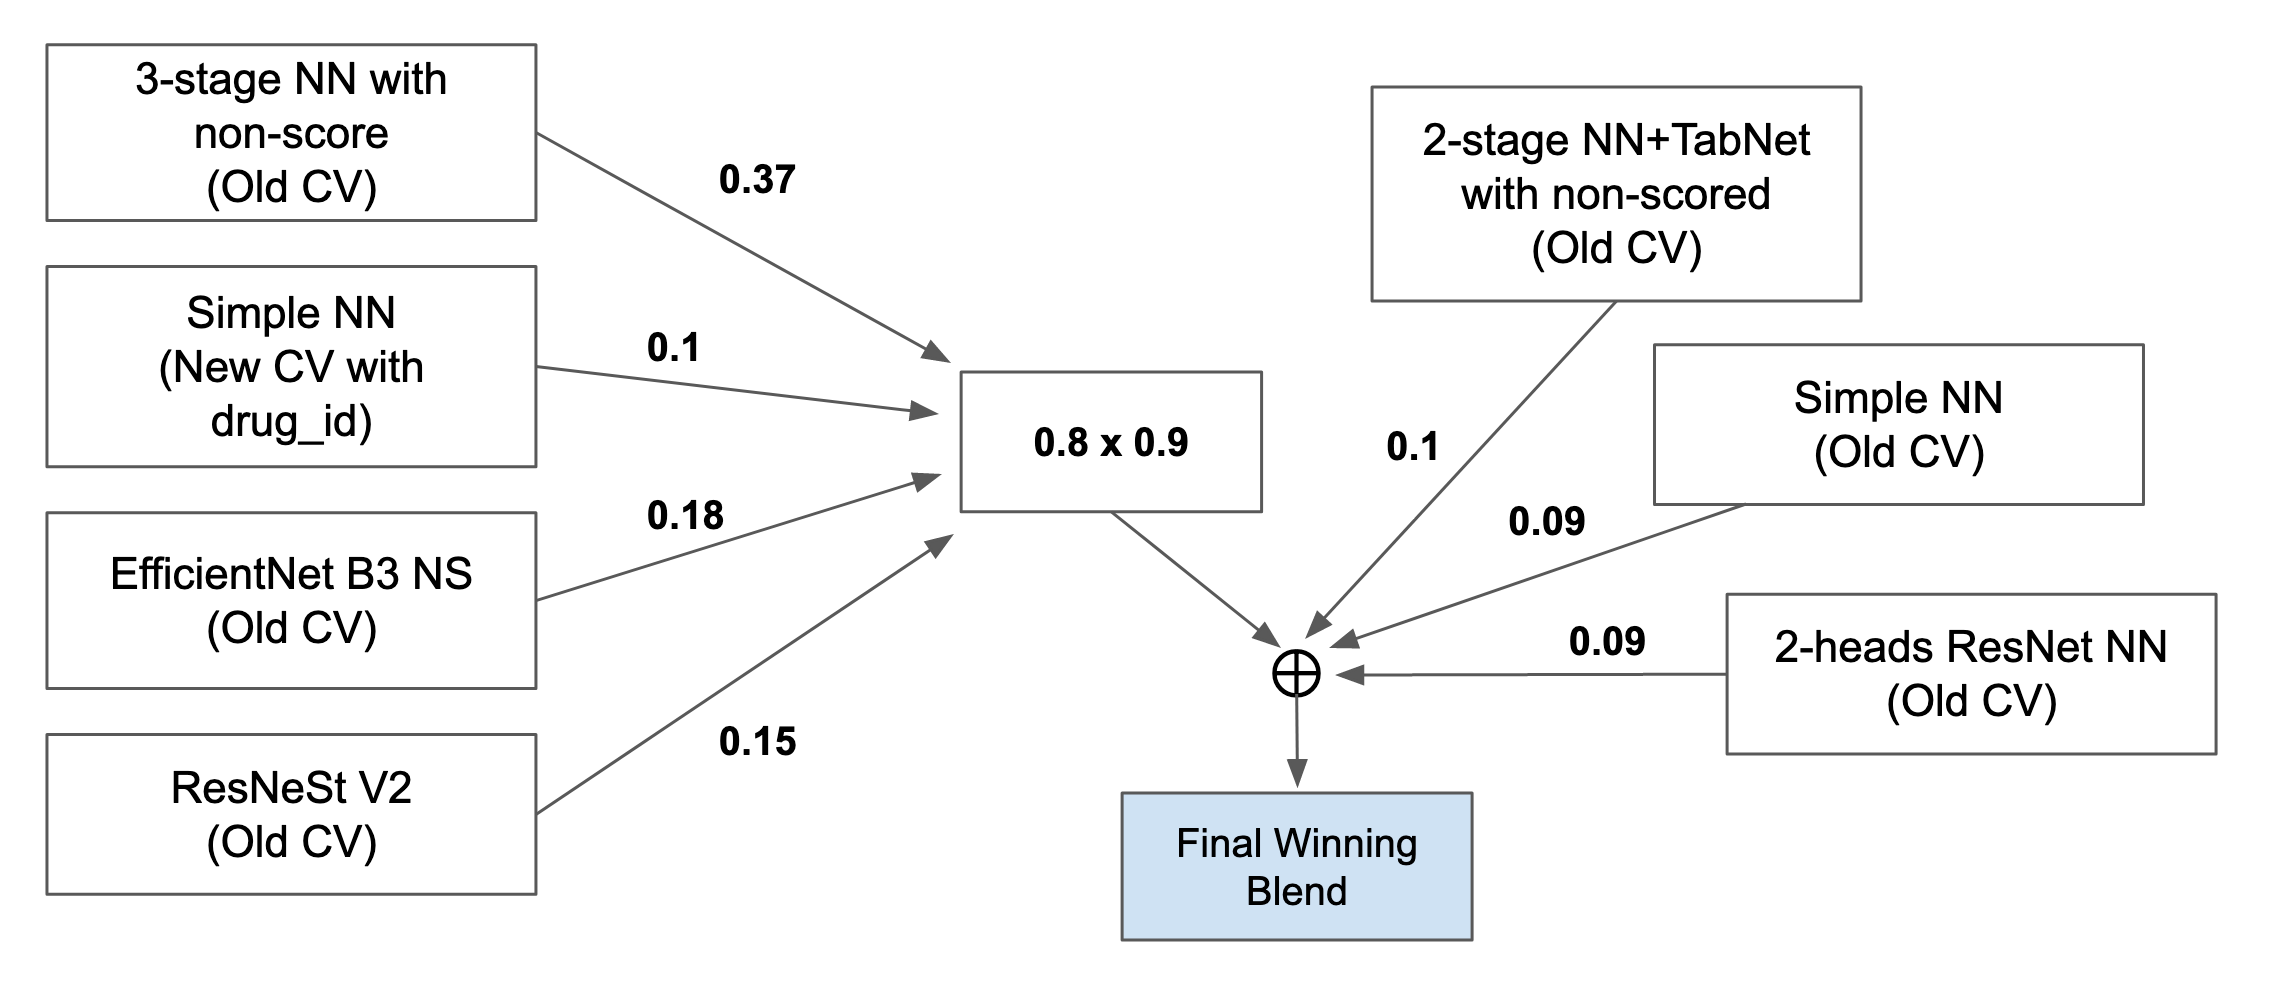 3-stage NN with
non-score
(Old CV)
0.37
Simple NN
(New CV with
drug_id)
0.1
EfficientNet B3 NS
(Old CV)
0.18
ResNeSt V2
(Old CV)
0.15
0.8 x 0.9
2-stage NN+TabNet
with non-scored
(Old CV)
0.1
Simple NN
(Old CV)
0.09
2-heads ResNet NN
(Old CV)
0.09
Final Winning
Blend